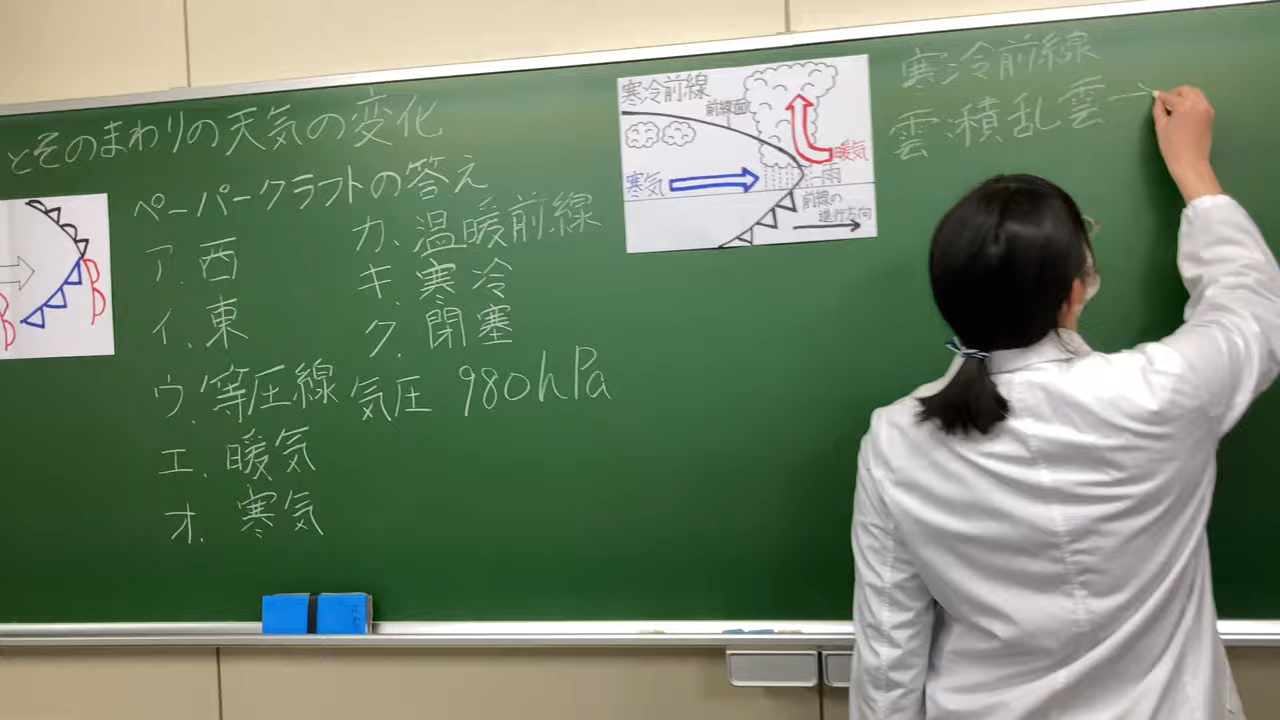 とそのまわりの天気の変化
ペーパークラフトの答え
ア.西
イ.東
ウ.等圧線
エ.暖気
オ.寒気
カ.温暖前線
キ.寒冷
ク.閉塞
気圧 980hPa
寒冷前線
前線面
寒気
暖気
雨
前線の
進行方向
寒冷前線
雲:積乱雲→